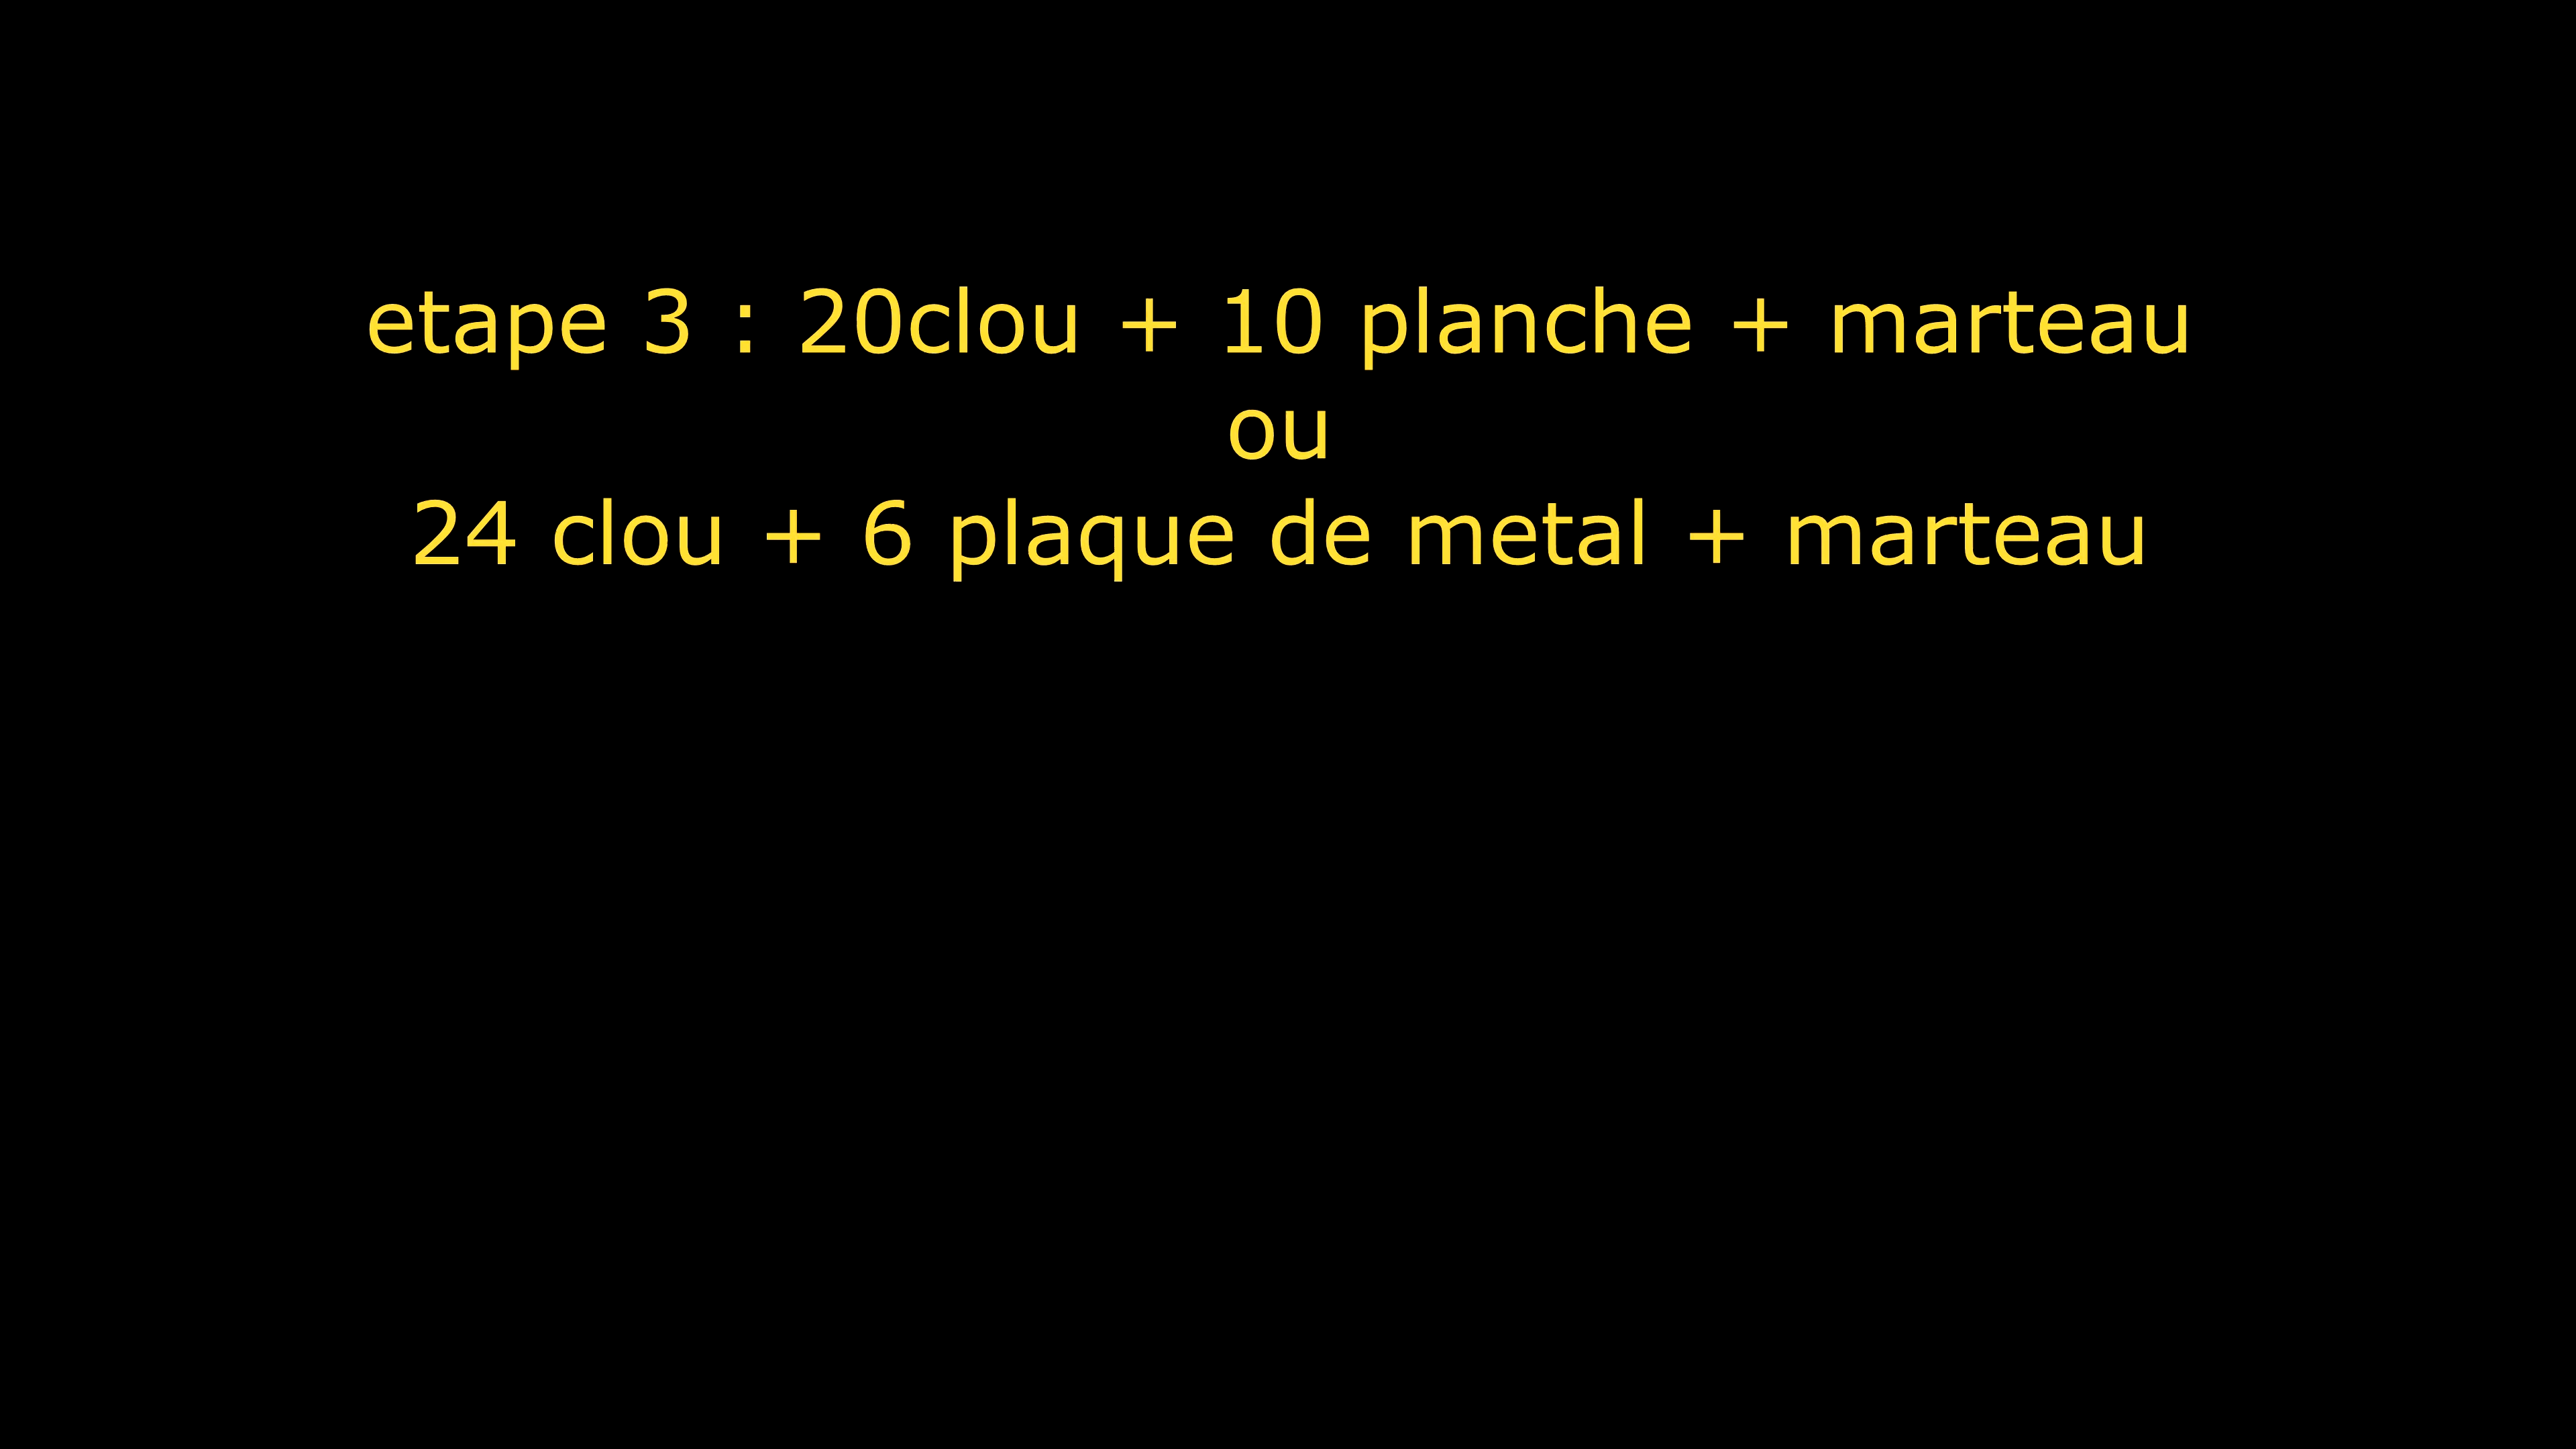 etape 3 : 20clou + 10 planche + marteau
ou
24 clou + 6 plaque de metal + marteau